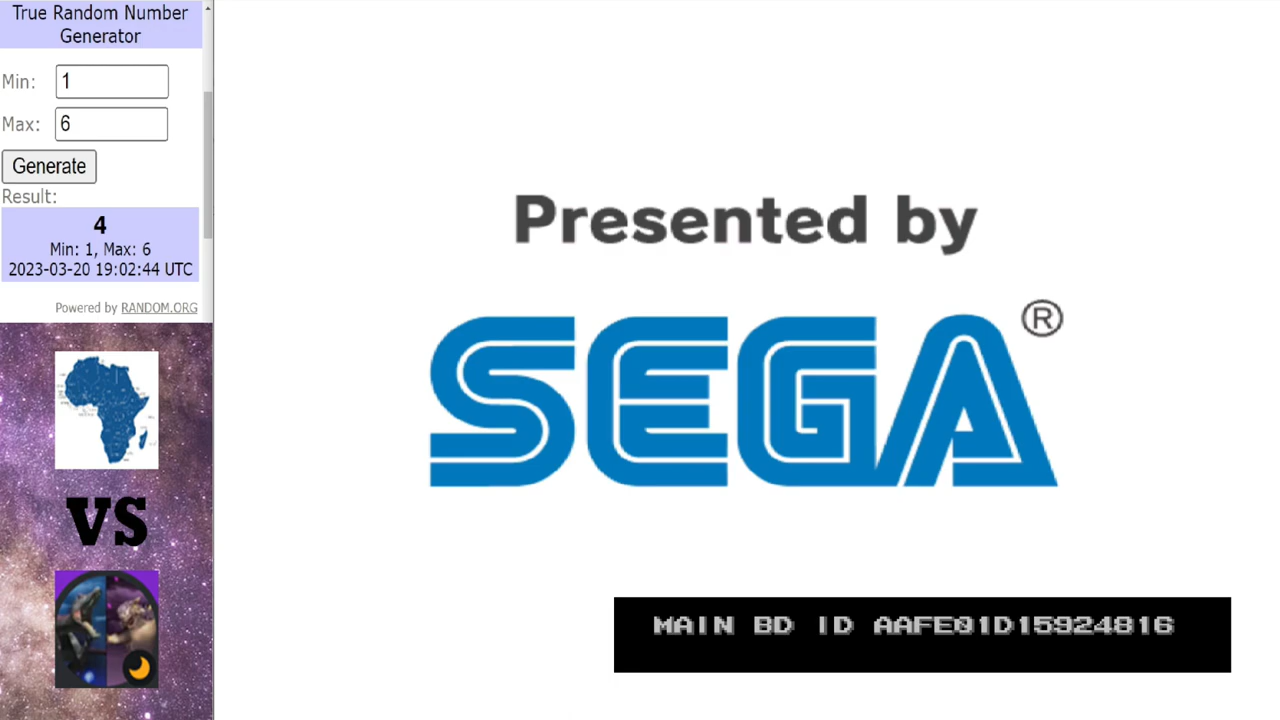 True Random Number
Generator
Min: 1
Max: 6
Generate
Result:
4
Min: 1, Max: 6
2023-03-20 19:02:44 UTC
Powered by RANDOM.ORG
VS
Presented by
SEGA®
MAIN BD ID AAFE01D15924816